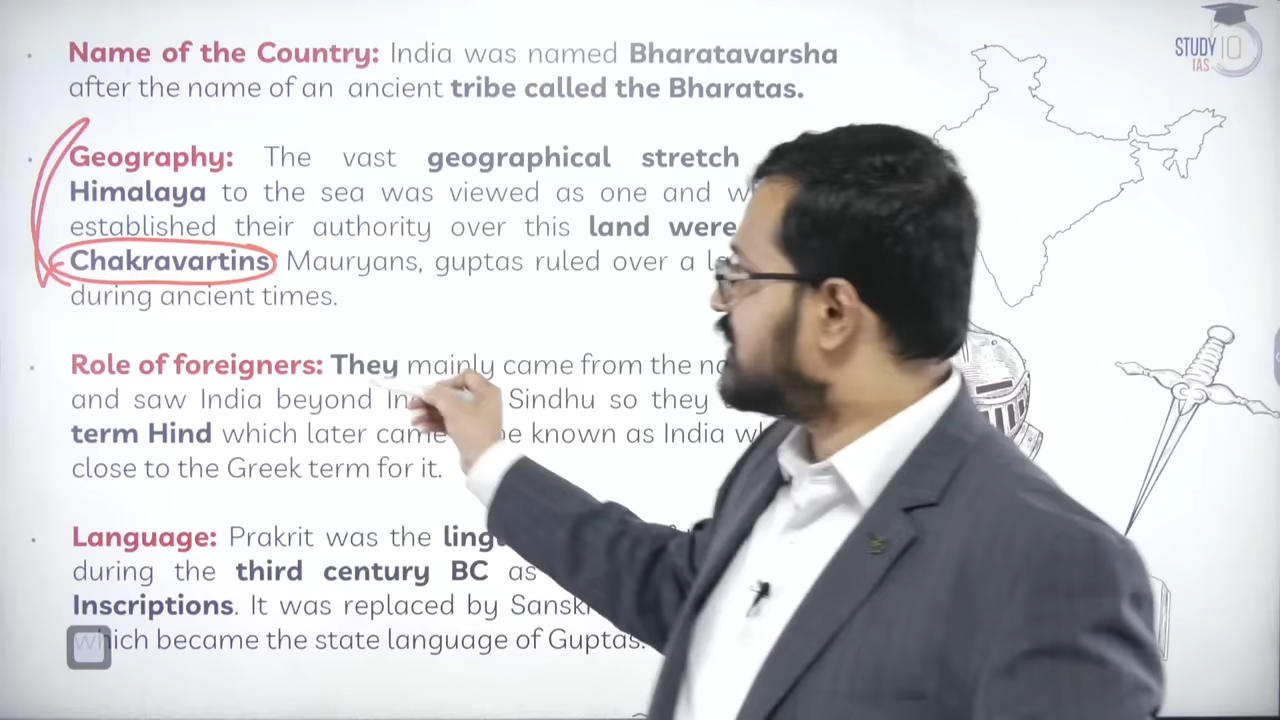 STUDY IQ
IAS
Name of the Country: India was named Bharatavarsha
after the name of an ancient tribe called the Bharatas.
Geography: The vast geographical stretch
Himalaya to the sea was viewed as one and
established their authority over this land were
Chakravartins. Mauryans, guptas ruled over a
during ancient times.
Role of foreigners: They mainly came from the
and saw India beyond Sindhu so they
term Hind which later came be known as India
close to the Greek term for it.
Language: Prakrit was the
during the third century BC as
Inscriptions. It was replaced by
which became the state language of Guptas.